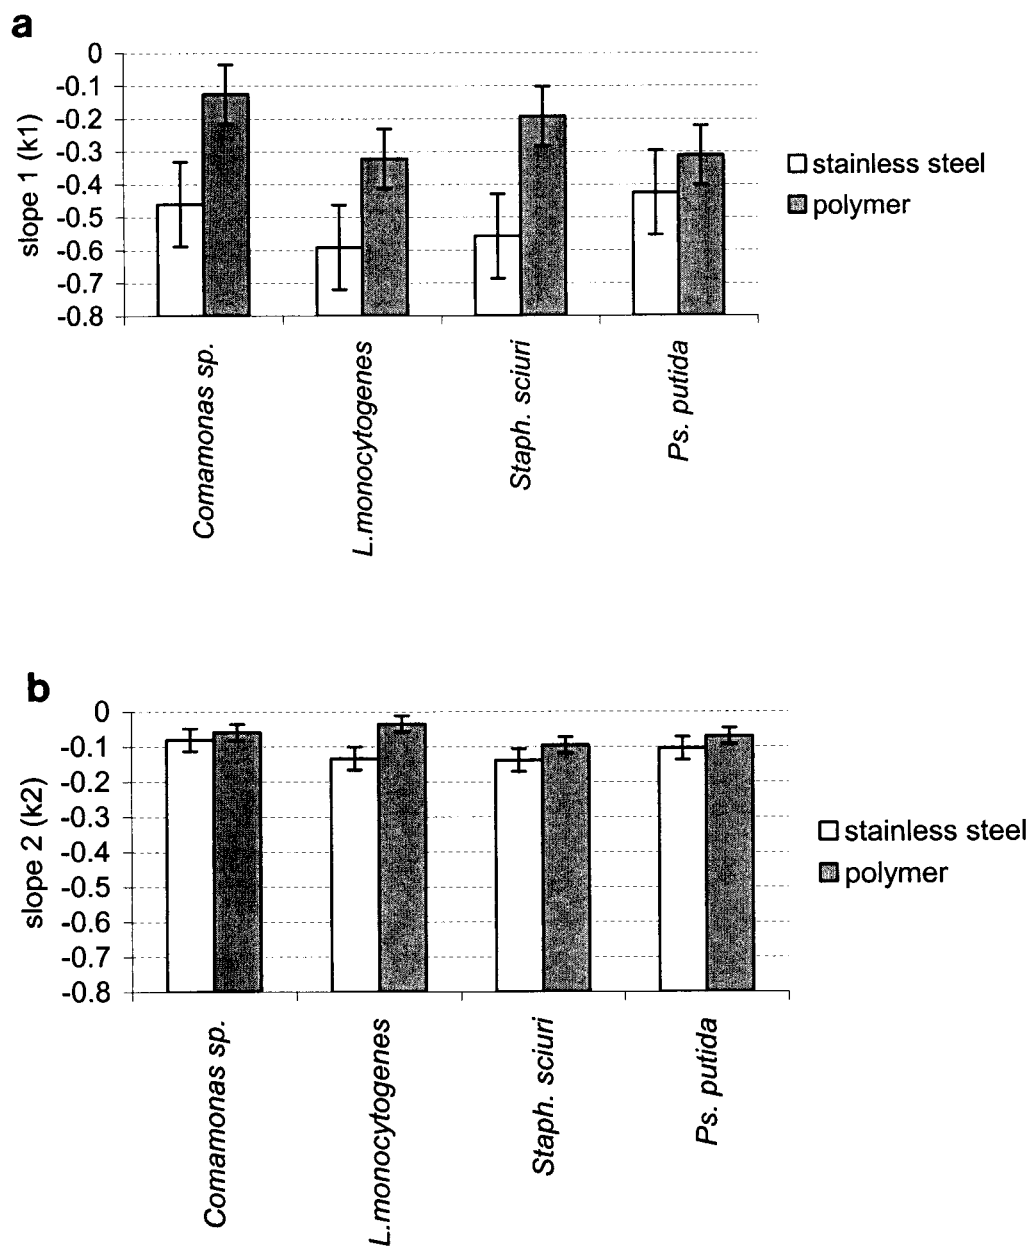 a
0
-0.1
-0.2
-0.3
-0.4
-0.5
-0.6
-0.7
-0.8
slope 1 (k1)
stainless steel
polymer
Comamonas sp.
L.monocytogenes
Staph. sciuri
Ps. putida
b
0
-0.1
-0.2
-0.3
-0.4
-0.5
-0.6
-0.7
-0.8
slope 2 (k2)
stainless steel
polymer
Comamonas sp.
L.monocytogenes
Staph. sciuri
Ps. putida